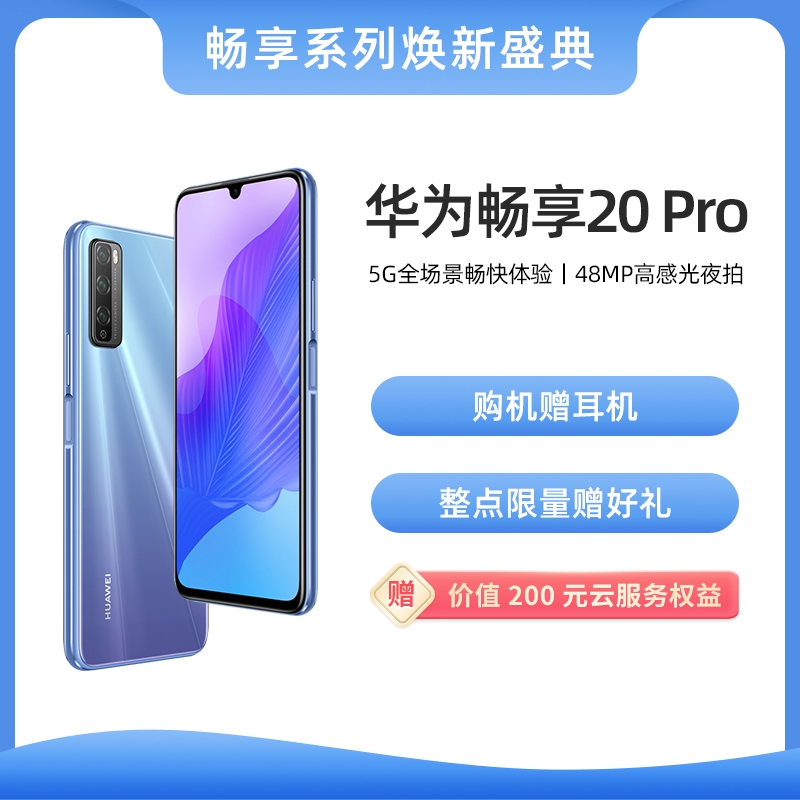 畅享系列焕新盛典
华为畅享20 Pro
5G全场景畅快体验丨48MP高感光夜拍
购机赠耳机
整点限量赠好礼
赠 价值 200 元云服务权益
HUAWEI